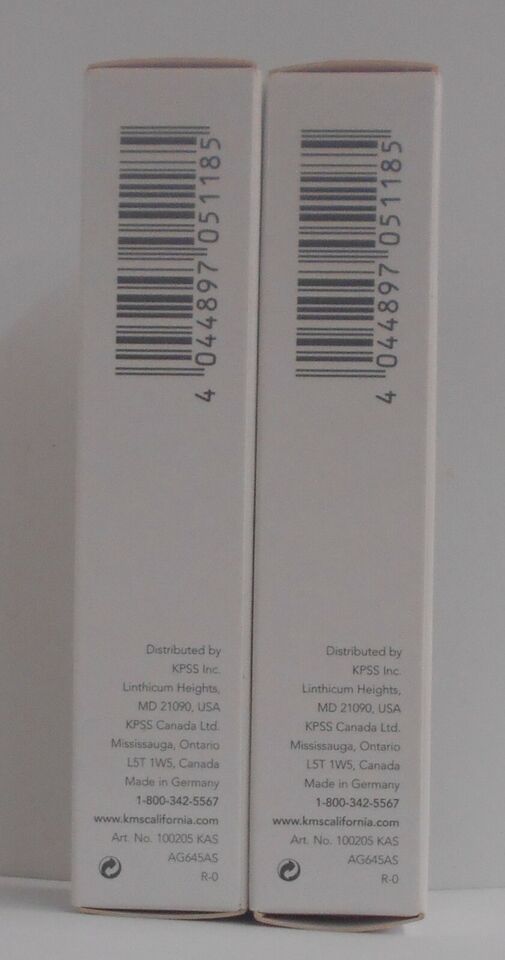 4 044897 051185
Distributed by
KPSS Inc.
Linthicum Heights,
MD 21090, USA
KPSS Canada Ltd.
Mississauga, Ontario
L5T 1W5, Canada
Made in Germany
1-800-342-5567
www.kmscalifornia.com
Art. No. 100205 KAS
AG645AS
R-0
4 044897 051185
Distributed by
KPSS Inc.
Linthicum Heights,
MD 21090, USA
KPSS Canada Ltd.
Mississauga, Ontario
L5T 1W5, Canada
Made in Germany
1-800-342-5567
www.kmscalifornia.com
Art. No. 100205 KAS
AG645AS
R-0